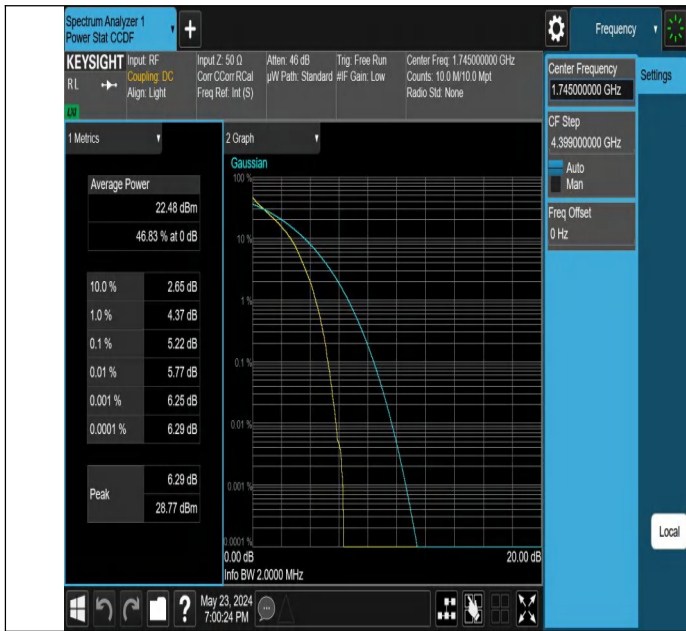 Spectrum Analyzer 1
Power Stat CCDF
+
Frequency
KEYSIGHT
RL
LXI
Input: RF
Coupling: DC
Align: Light
Input Z: 50 Ω
Corr CCorr RCal
Freq Ref: Int (S)
Atten: 46 dB
µW Path: Standard
Trig: Free Run
#IF Gain: Low
Center Freq: 1.745000000 GHz
Counts: 10.0 M/10.0 Mpt
Radio Std: None
Center Frequency
1.745000000 GHz
Settings
CF Step
4.399000000 GHz
Auto
Man
Freq Offset
0 Hz
Local
1 Metrics
Average Power
22.48 dBm
46.83 % at 0 dB
10.0 % 2.65 dB
1.0 % 4.37 dB
0.1 % 5.22 dB
0.01 % 5.77 dB
0.001 % 6.25 dB
0.0001 % 6.29 dB
Peak
6.29 dB
28.77 dBm
2 Graph
Gaussian
100 %
10 %
1 %
0.1 %
0.01 %
0.001 %
0.0001 %
0.00 dB 20.00 dB
Info BW 2.0000 MHz
?
May 23, 2024
7:00:24 PM